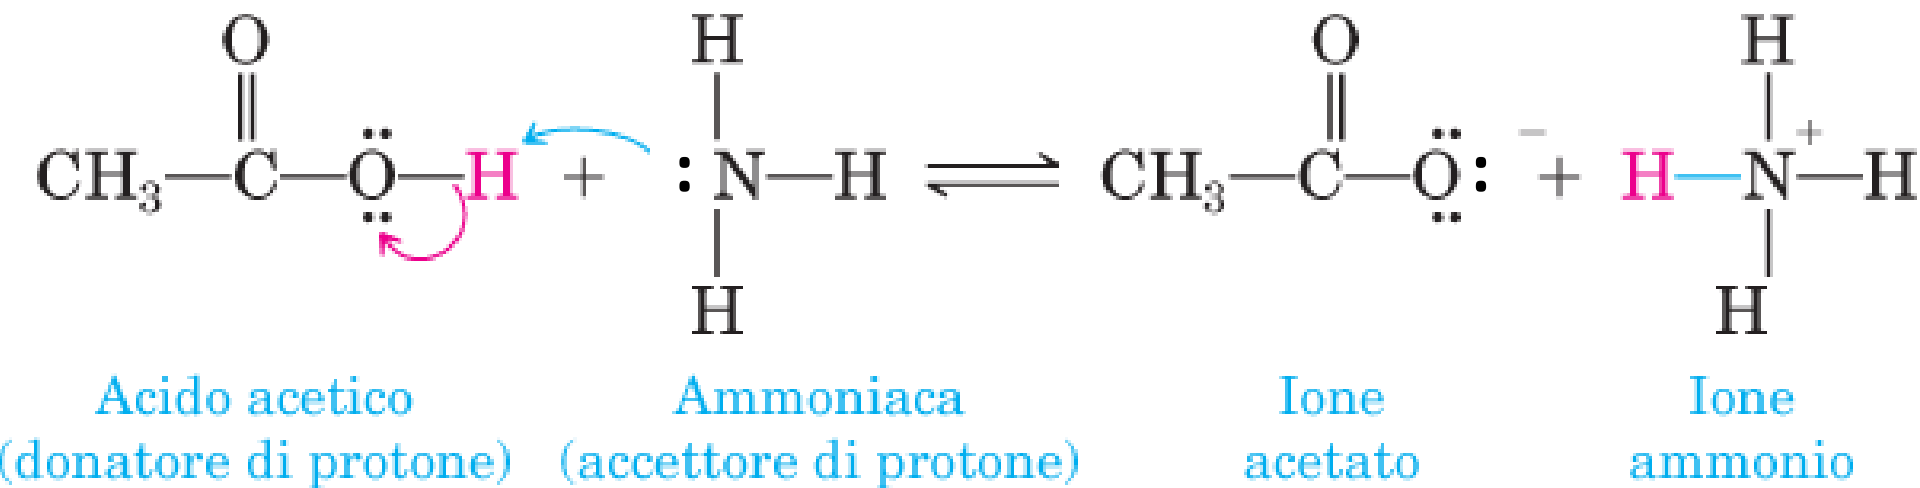 O H O H
CH₃—C—Ö—H + :N—H ⇌ CH₃—C—Ö:⁻ + H—N⁺—H
H H
Acido acetico Ammoniaca Ione Ione
(donatore di protone) (accettore di protone) acetato ammonio